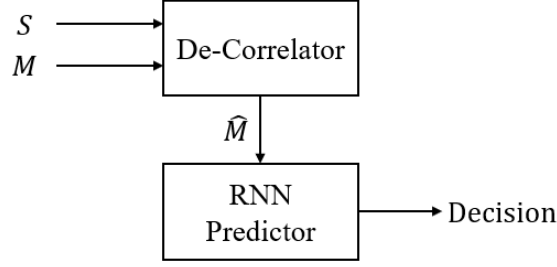 S
M
De-Correlator
M̂
RNN
Predictor
Decision